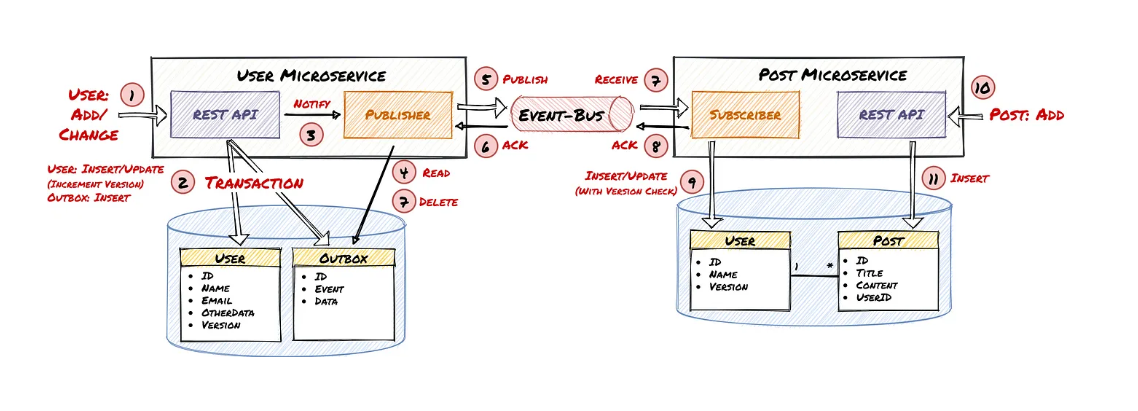 User Microservice
1
User:
Add/
Change
REST API
Notify
3
Publisher
5 Publish
6 ACK
Event-Bus
Receive 7
ACK 8
Post Microservice
Subscriber
REST API
10
Post: Add
User: Insert/Update
(Increment Version)
Outbox: Insert
2 Transaction
4 Read
7 Delete
Insert/Update
(With Version Check)
9
11 Insert
User
• ID
• Name
• Email
• OtherData
• Version
Outbox
• ID
• Event
• Data
User
• ID
• Name
• Version
1 *
Post
• ID
• Title
• Content
• UserID